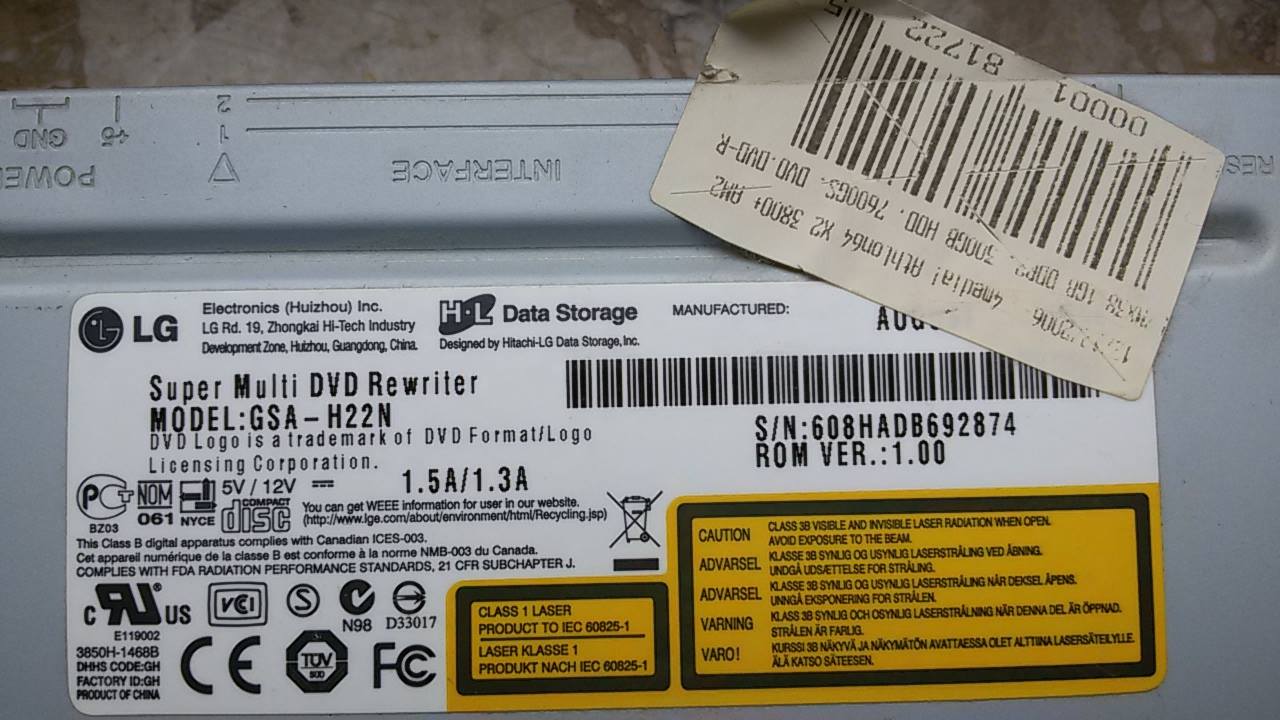 POWER
GND
+5
2
1
INTERFACE
RES
81722
00001
4media! Athlon64 X2 3800+ AM2
1GB DDR2 300GB HDD, 7600GS, DVD,DVD-R
2006
LG
Electronics (Huizhou) Inc.
LG Rd. 19, Zhongkai Hi-Tech Industry
Development Zone, Huizhou, Guangdong, China.
H·L Data Storage
Designed by Hitachi-LG Data Storage, Inc.
MANUFACTURED:
Super Multi DVD Rewriter
MODEL:GSA-H22N
DVD Logo is a trademark of DVD Format/Logo
Licensing Corporation.
S/N:608HADB692874
ROM VER.:1.00
5V / 12V
1.5A/1.3A
PC
BZ03
NOM
061
NYCE
COMPACT
disc
You can get WEEE information for user in our website.
(http://www.lge.com/about/environment/html/Recycling.jsp)
This Class B digital apparatus complies with Canadian ICES-003.
Cet appareil numérique de la classe B est conforme à la norme NMB-003 du Canada.
COMPLIES WITH FDA RADIATION PERFORMANCE STANDARDS, 21 CFR SUBCHAPTER J.
C UR US
E119002
VCI
S
N98
D33017
3850H-1468B
DHHS CODE:GH
FACTORY ID:GH
PRODUCT OF CHINA
CE
TÜV
FC
CLASS 1 LASER
PRODUCT TO IEC 60825-1
LASER KLASSE 1
PRODUKT NACH IEC 60825-1
CAUTION CLASS 3B VISIBLE AND INVISIBLE LASER RADIATION WHEN OPEN.
AVOID EXPOSURE TO THE BEAM.
ADVARSEL KLASSE 3B SYNLIG OG USYNLIG LASERSTRÅLING VED ÅBNING.
UNDGÅ UDSÆTTELSE FOR STRÅLING.
ADVARSEL KLASSE 3B SYNLIG OG USYNLIG LASERSTRÅLING NÅR DEKSEL ÅPENS.
UNNGÅ EKSPONERING FOR STRÅLEN.
VARNING KLASS 3B SYNLIG OCH OSYNLIG LASERSTRÅLNING NÄR DENNA DEL ÄR ÖPPNAD.
STRÅLEN ÄR FARLIG.
VARO! KURSSI 3B NÄKYVÄ JA NÄKYMÄTÖN AVATTAESSA OLET ALTTIINA LASERSÄTEILYLLE.
ÄLÄ KATSO SÄTEESEN.